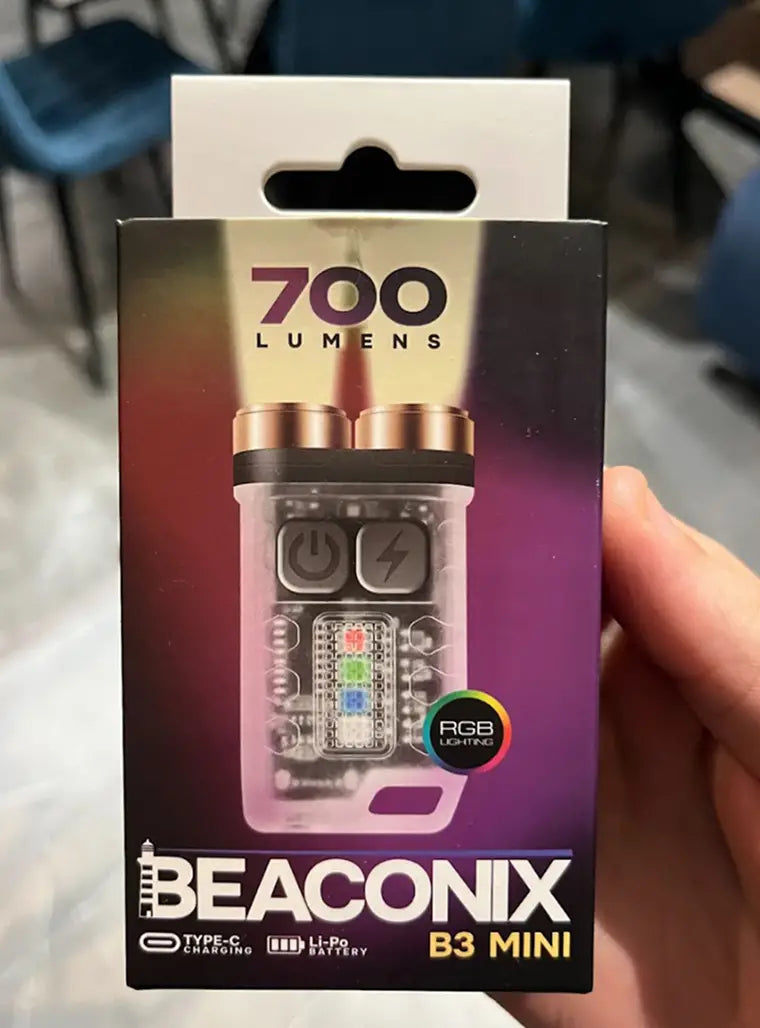 700
LUMENS
RGB
LIGHTING
BEACONIX
TYPE-C
CHARGING
Li-Po
BATTERY
B3 MINI